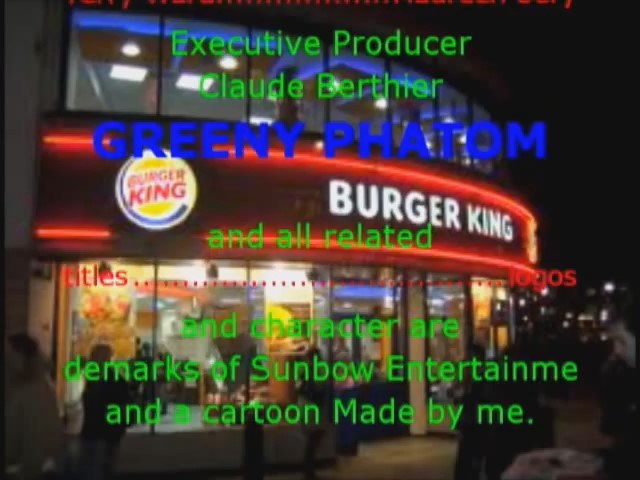 Executive Producer
Claude Berthier
GREENY PHATOM
BURGER
KING
BURGER KING
and all related
titles..............................logos
and character are
demarks of Sunbow Entertainme
and a cartoon Made by me.